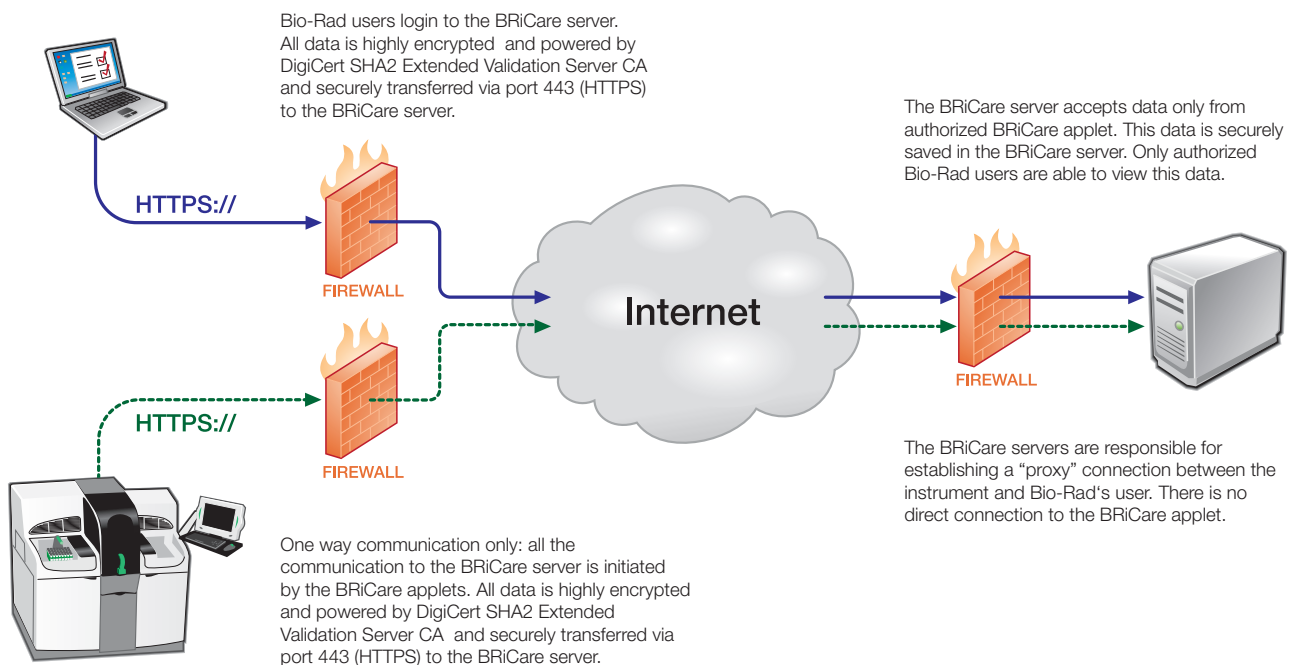 Bio-Rad users login to the BRiCare server.
All data is highly encrypted and powered by
DigiCert SHA2 Extended Validation Server CA
and securely transferred via port 443 (HTTPS)
to the BRiCare server.
The BRiCare server accepts data only from
authorized BRiCare applet. This data is securely
saved in the BRiCare server. Only authorized
Bio-Rad users are able to view this data.
HTTPS://
FIREWALL
Internet
FIREWALL
HTTPS://
FIREWALL
The BRiCare servers are responsible for
establishing a “proxy” connection between the
instrument and Bio-Rad‘s user. There is no
direct connection to the BRiCare applet.
One way communication only: all the
communication to the BRiCare server is initiated
by the BRiCare applets. All data is highly encrypted
and powered by DigiCert SHA2 Extended
Validation Server CA and securely transferred via
port 443 (HTTPS) to the BRiCare server.